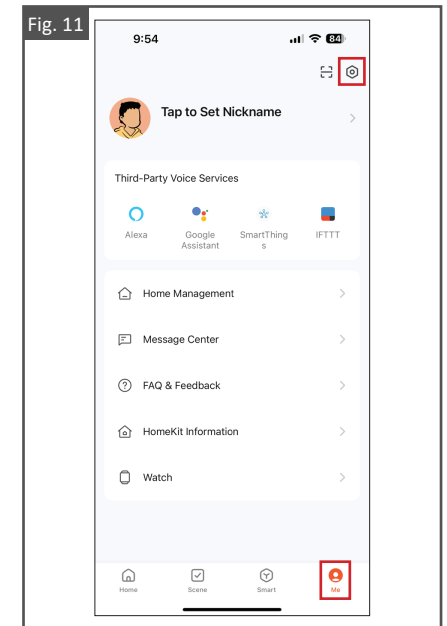 Fig. 11
9:54
84
Tap to Set Nickname
Third-Party Voice Services
Alexa
Google
Assistant
SmartThing
s
IFTTT
Home Management
Message Center
FAQ & Feedback
HomeKit Information
Watch
Home
Scene
Smart
Me